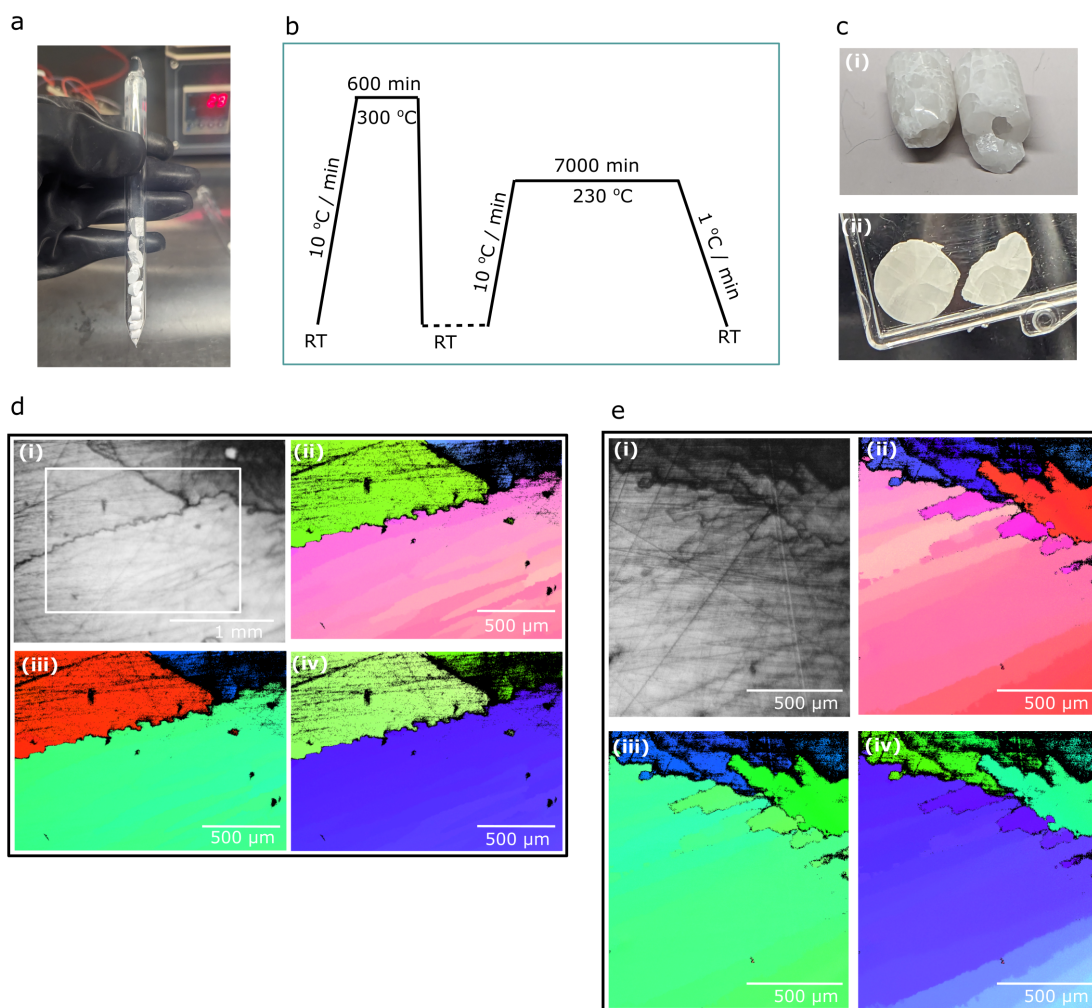 a
b
600 min
300 °C
10 °C / min
RT
RT
10 °C / min
7000 min
230 °C
1 °C / min
RT
c
(i)
(ii)
d
(i)
1 mm
(ii)
500 µm
(iii)
500 µm
(iv)
500 µm
e
(i)
500 µm
(ii)
500 µm
(iii)
500 µm
(iv)
500 µm